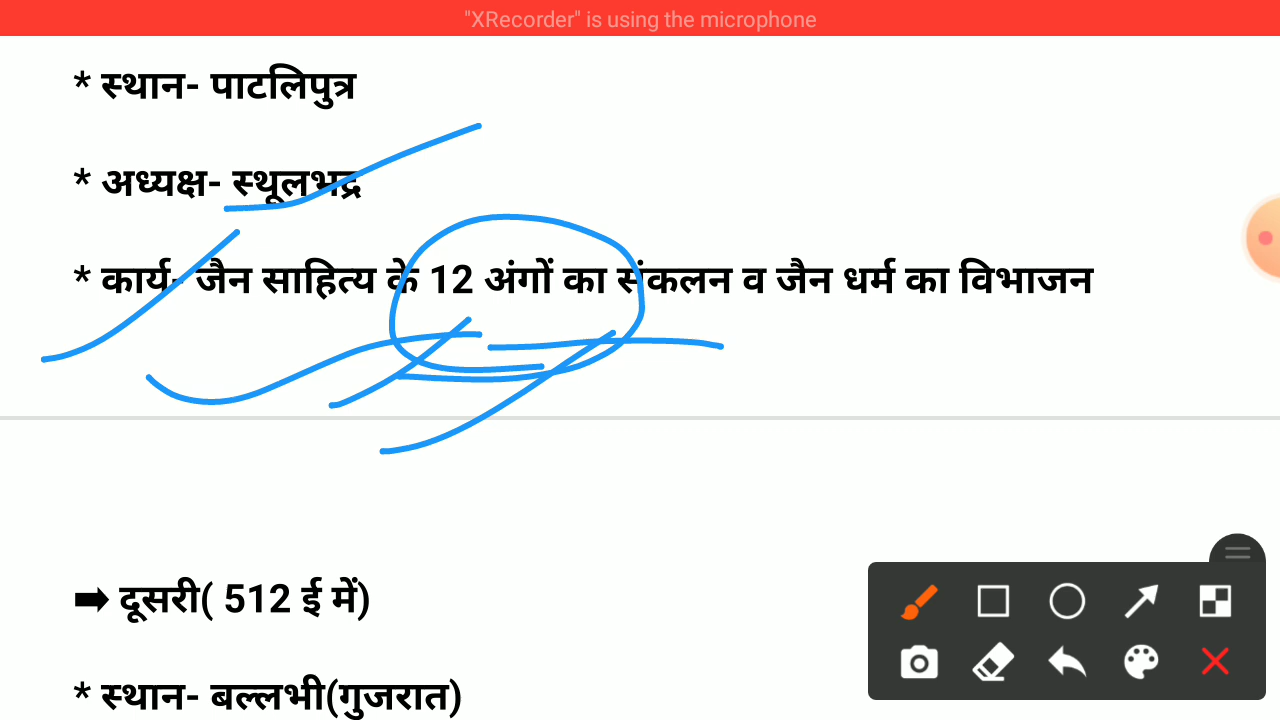 "XRecorder" is using the microphone
* स्थान- पाटलिपुत्र
* अध्यक्ष- स्थूलभद्र
* कार्य- जैन साहित्य के 12 अंगों का संकलन व जैन धर्म का विभाजन
➡ दूसरी( 512 ई में)
* स्थान- बल्लभी(गुजरात)